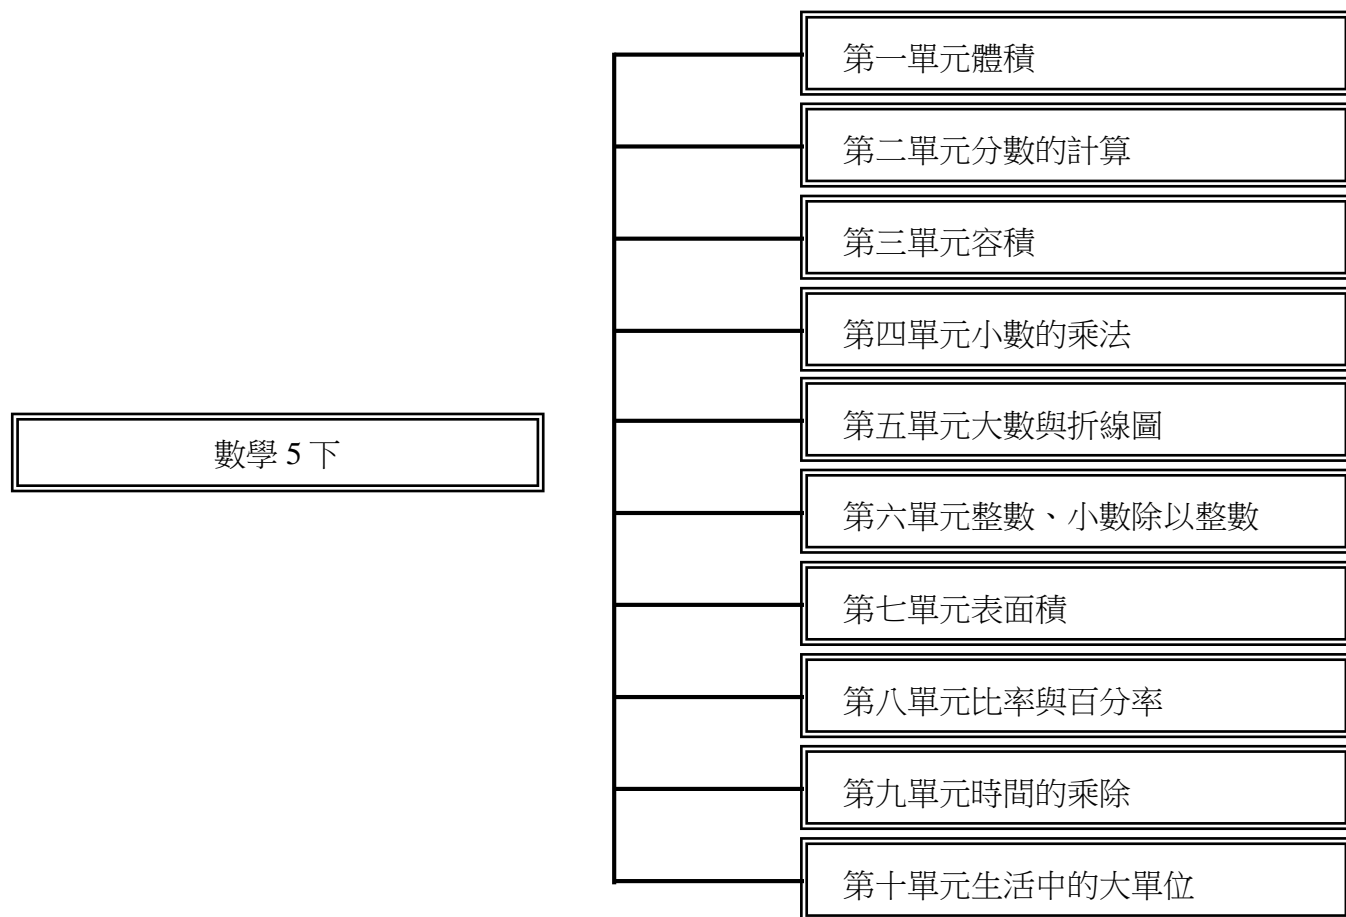 第一單元體積
第二單元分數的計算
第三單元容積
第四單元小數的乘法
第五單元大數與折線圖
數學 5 下
第六單元整數、小數除以整數
第七單元表面積
第八單元比率與百分率
第九單元時間的乘除
第十單元生活中的大單位